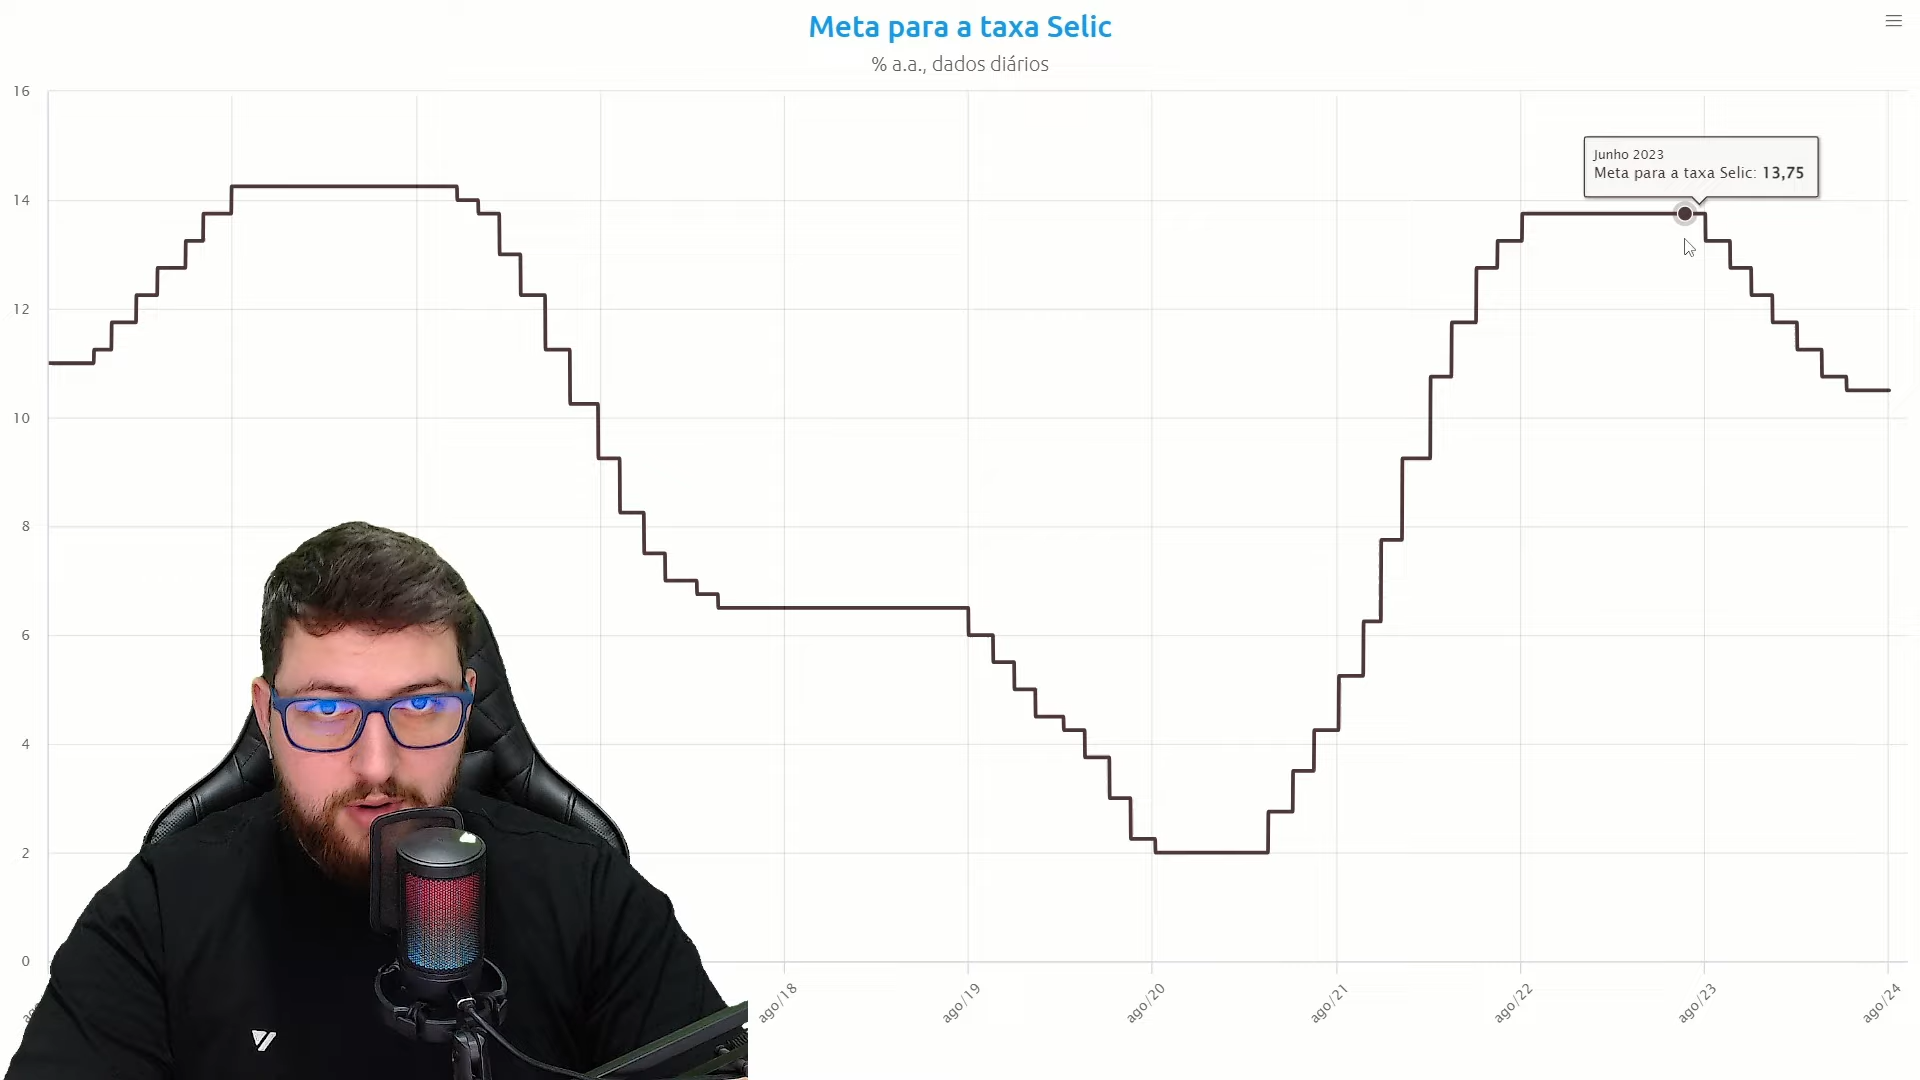 Meta para a taxa Selic
% a.a., dados diários
16
14
12
10
8
6
4
2
0
Junho 2023
Meta para a taxa Selic: 13,75
ago/18
ago/19
ago/20
ago/21
ago/22
ago/23
ago/24